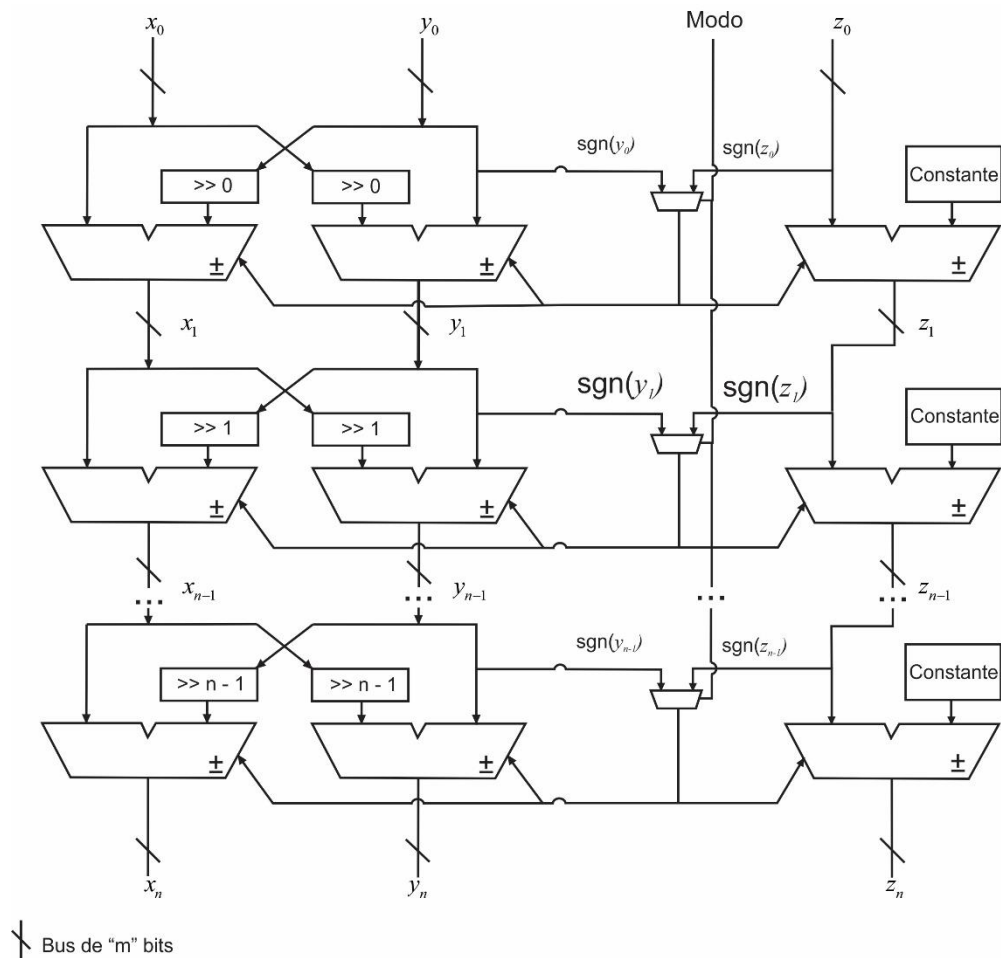 x₀ y₀ Modo z₀
sgn(y₀) sgn(z₀)
Constante
>> 0 >> 0
± ± ±
x₁ y₁ z₁
sgn(y₁) sgn(z₁)
Constante
>> 1 >> 1
± ± ±
xₙ₋₁ yₙ₋₁ zₙ₋₁
... ... ... ...
sgn(yₙ₋₁) sgn(zₙ₋₁)
Constante
>> n - 1 >> n - 1
± ± ±
xₙ yₙ zₙ
Bus de “m” bits